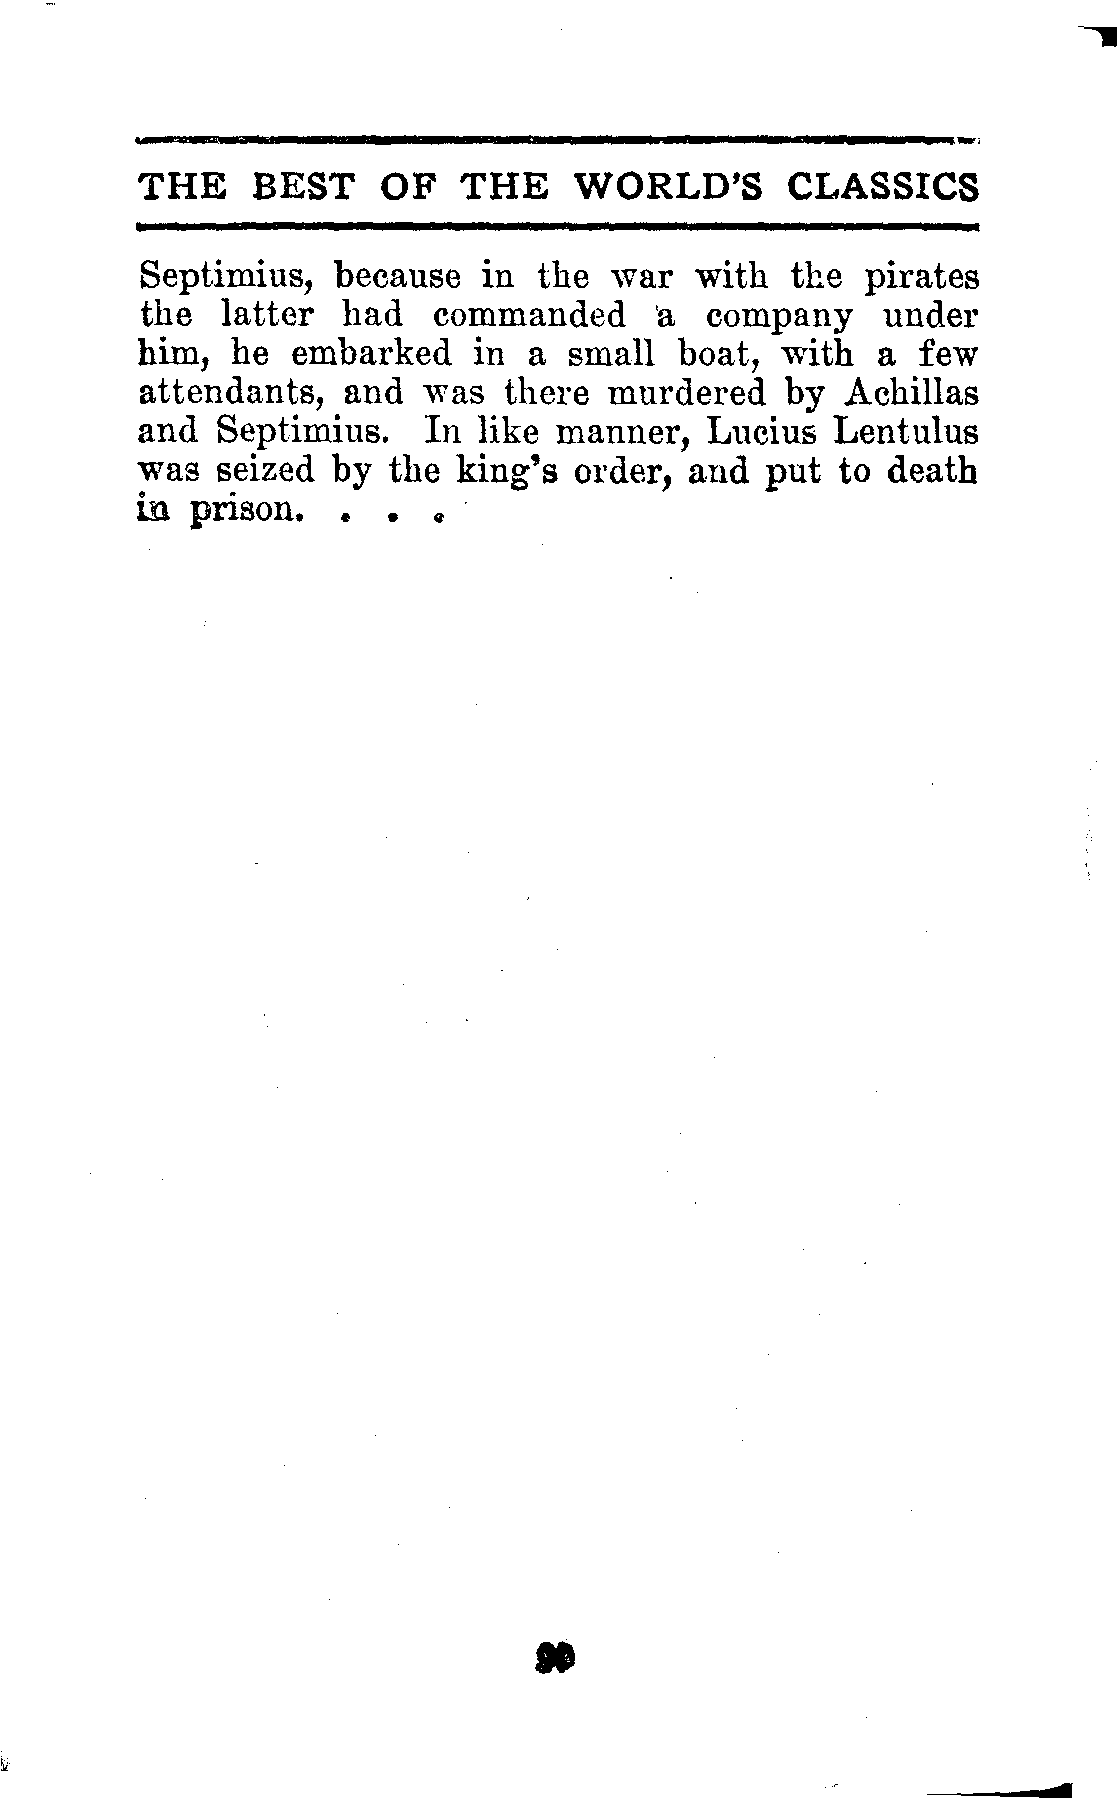 THE BEST OF THE WORLD'S CLASSICS
Septimius, because in the war with the pirates
the latter had commanded a company under
him, he embarked in a small boat, with a few
attendants, and was there murdered by Achillas
and Septimius. In like manner, Lucius Lentulus
was seized by the king's order, and put to death
in prison. . . .
90